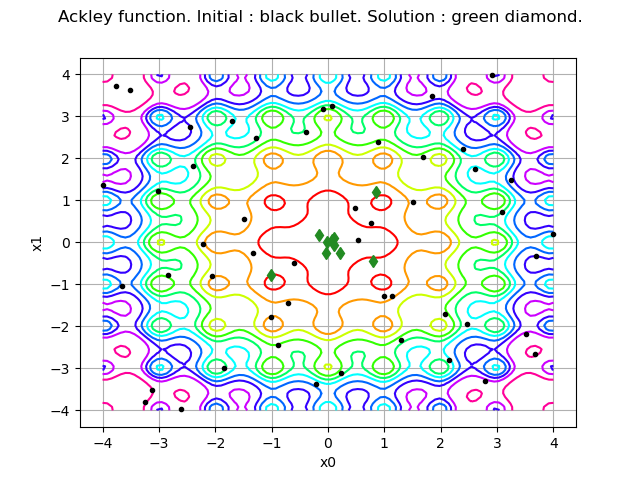 Ackley function. Initial : black bullet. Solution : green diamond.
4
3
2
1
0
−1
−2
−3
−4
x1
−4 −3 −2 −1 0 1 2 3 4
x0